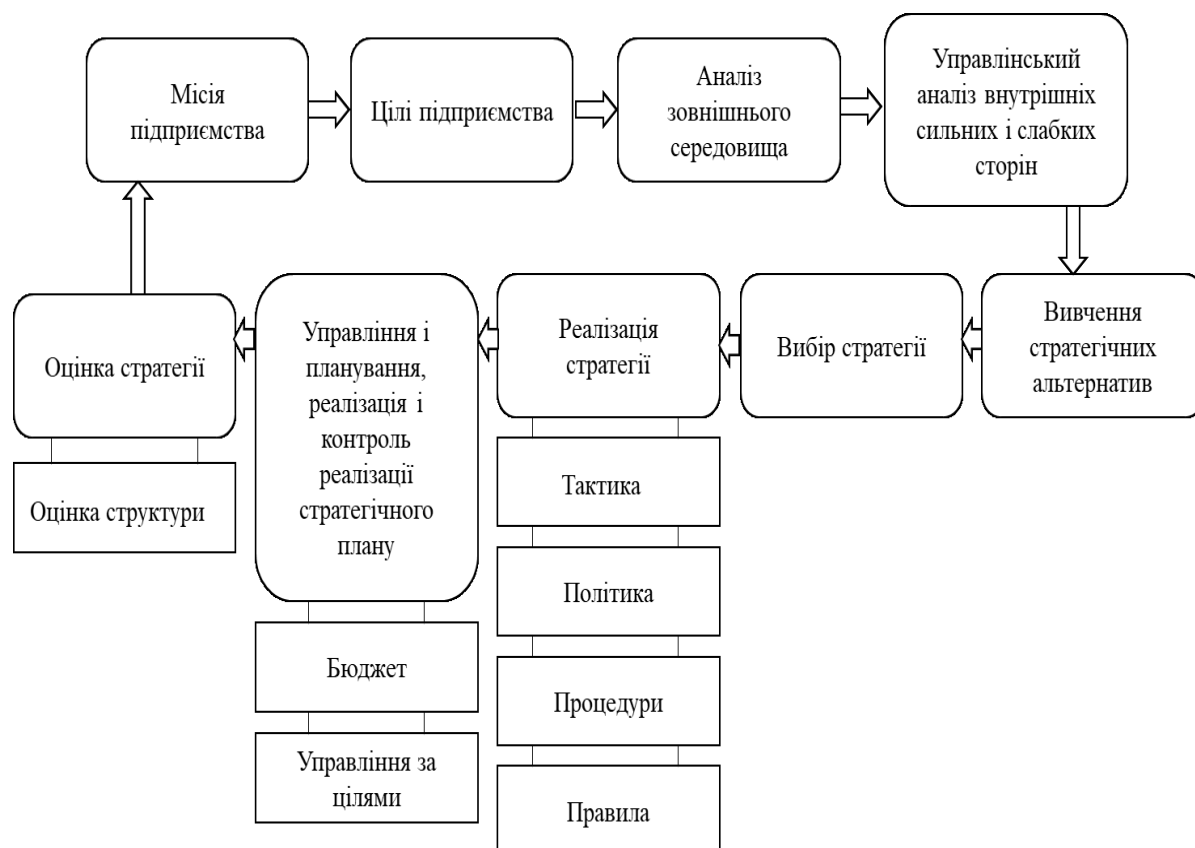 Місія
підприємства
Цілі підприємства
Аналіз
зовнішнього
середовища
Управлінський
аналіз внутрішніх
сильних і слабких
сторін
Вивчення
стратегічних
альтернатив
Вибір стратегії
Реалізація
стратегії
Тактика
Політика
Процедури
Правила
Управління і
планування,
реалізація і
контроль
реалізації
стратегічного
плану
Бюджет
Управління за
цілями
Оцінка стратегії
Оцінка структури